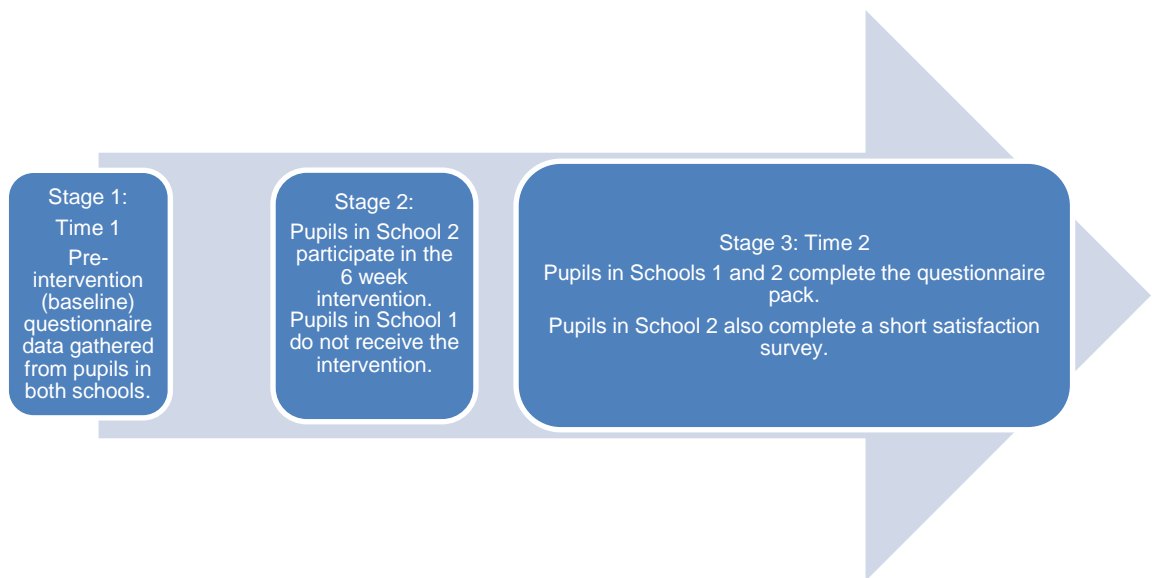 Stage 1:
Time 1
Pre-
intervention
(baseline)
questionnaire
data gathered
from pupils in
both schools.
Stage 2:
Pupils in School 2
participate in the
6 week
intervention.
Pupils in School 1
do not receive the
intervention.
Stage 3: Time 2
Pupils in Schools 1 and 2 complete the questionnaire
pack.
Pupils in School 2 also complete a short satisfaction
survey.